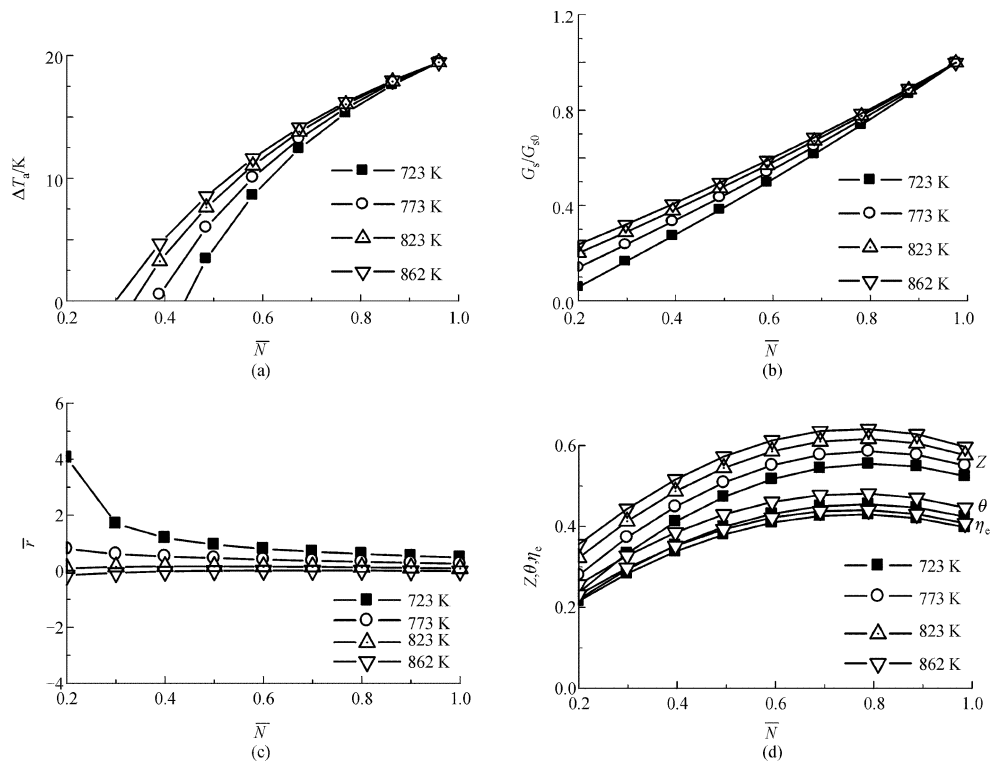 20
10
0
0.2 0.4 0.6 0.8 1.0
ΔTa/K
723 K
773 K
823 K
862 K
N̅
(a)
1.2
0.8
0.4
0.0
0.2 0.4 0.6 0.8 1.0
Gs/Gs0
723 K
773 K
823 K
862 K
N̅
(b)
6
4
2
0
−2
−4
0.2 0.4 0.6 0.8 1.0
r̅
723 K
773 K
823 K
862 K
N̅
(c)
0.6
0.4
0.2
0.0
0.2 0.4 0.6 0.8 1.0
Z,θ,ηe
Z
θ
ηe
723 K
773 K
823 K
862 K
N̅
(d)